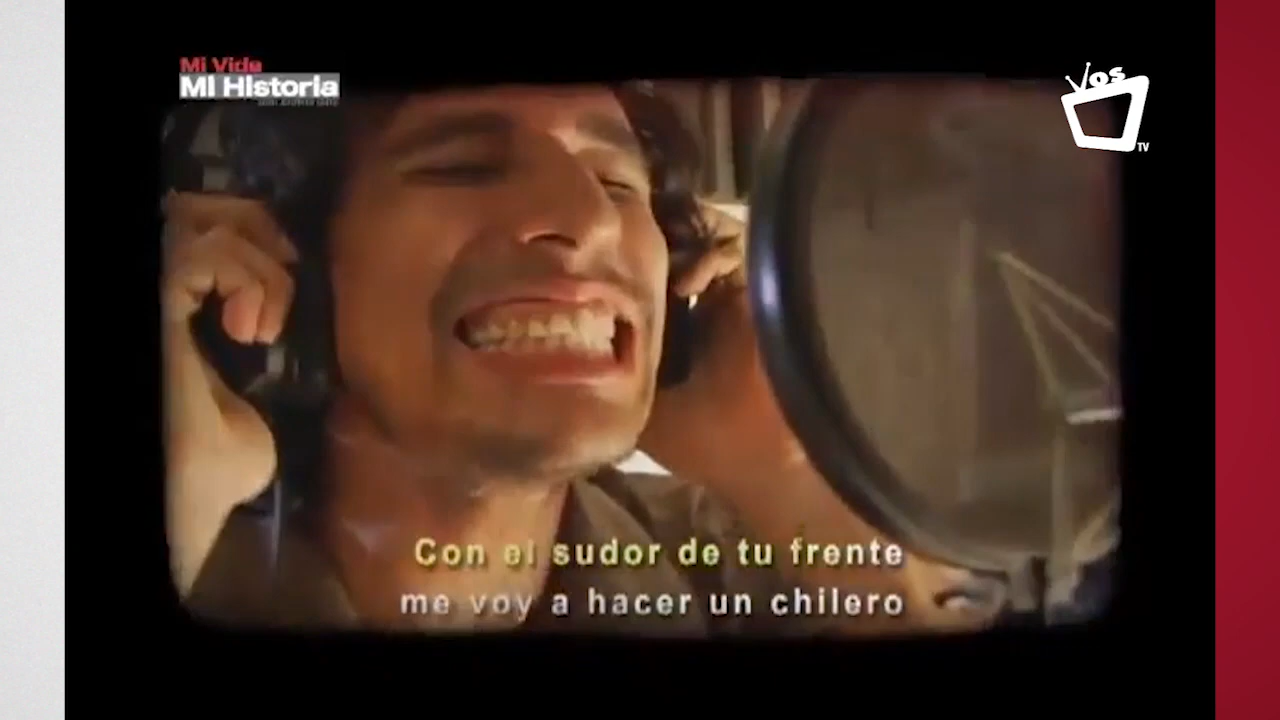 Mi Vida
Mi Historia
VOS
TV
Con el sudor de tu frente
me voy a hacer un chilero